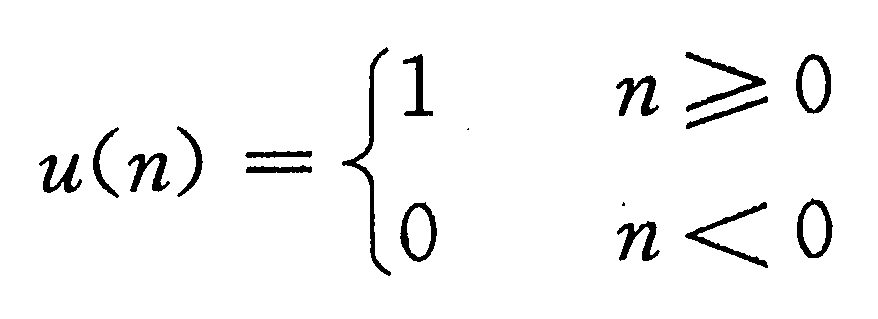 u(n) = { 1 n ⩾ 0
0 n < 0